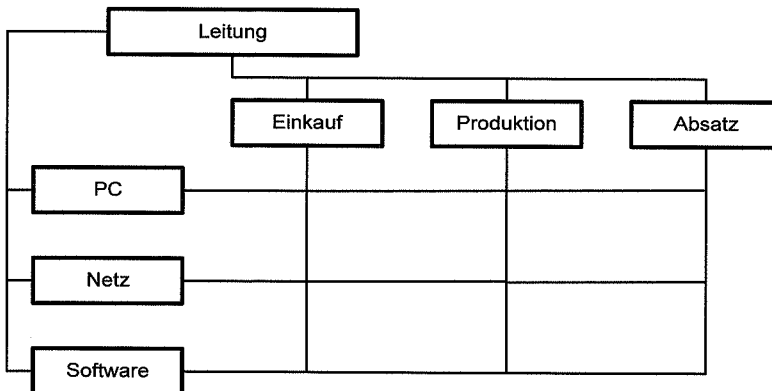 Leitung
Einkauf
Produktion
Absatz
PC
Netz
Software